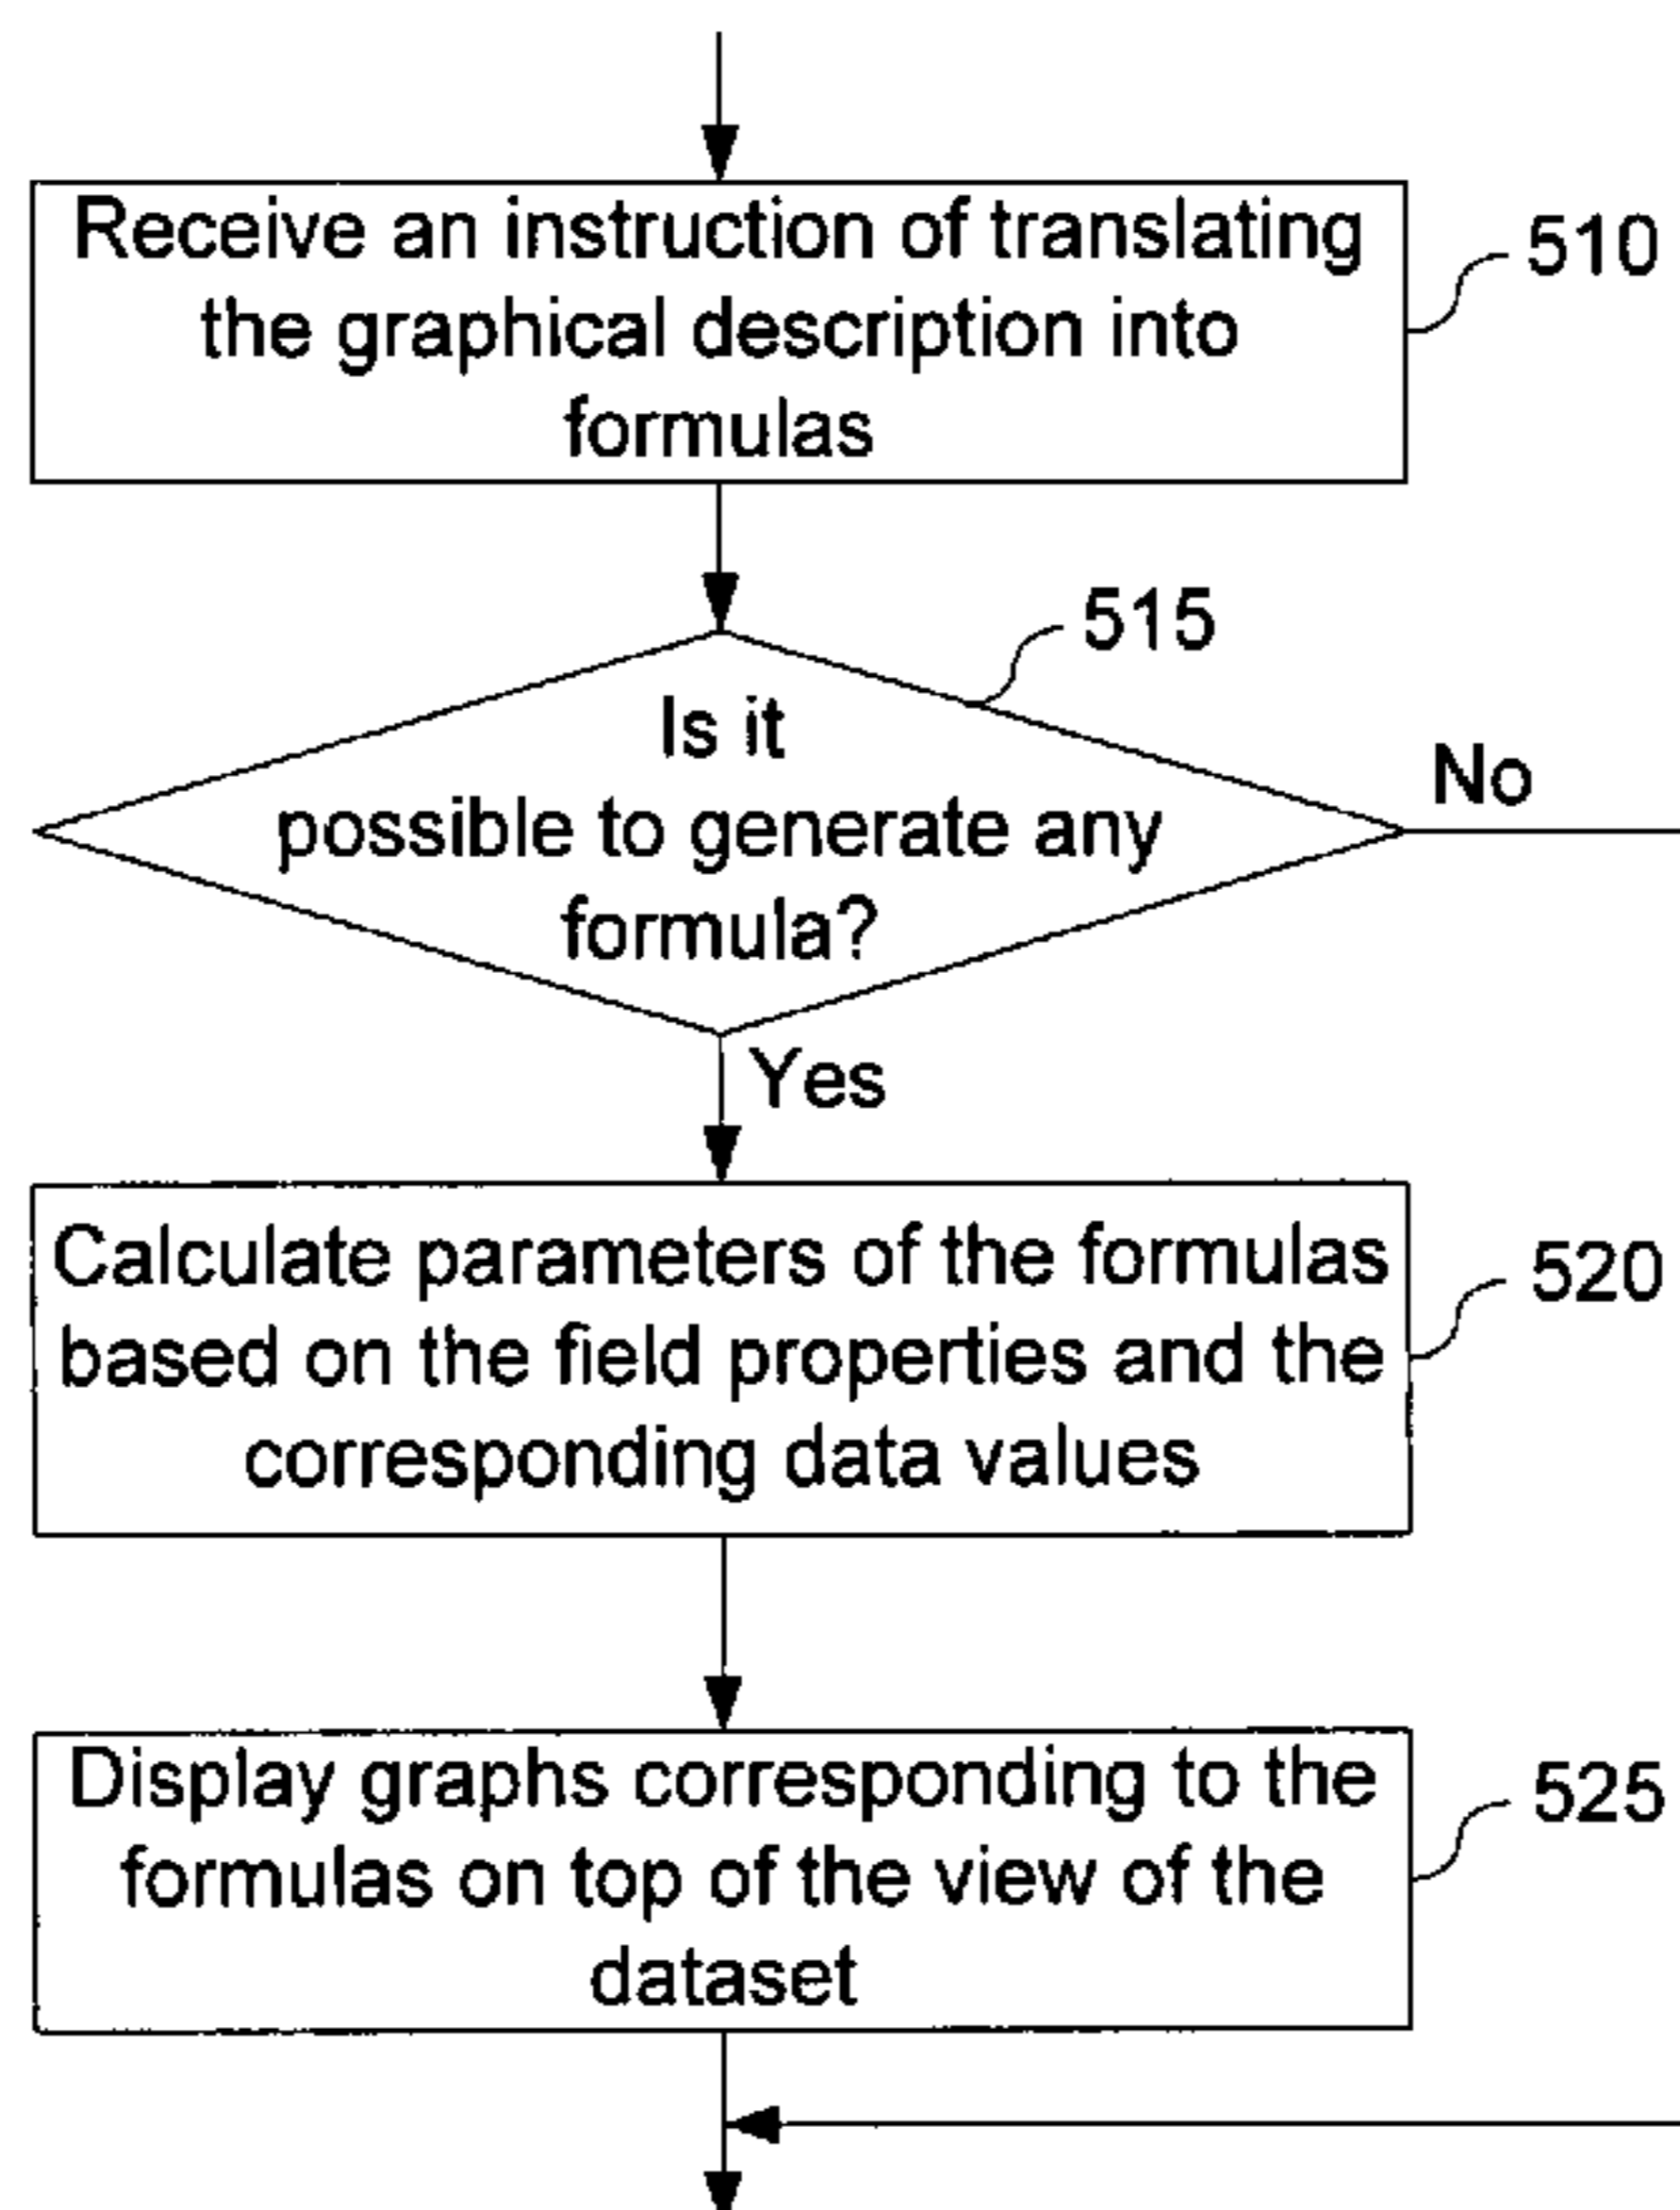 Receive an instruction of translating
the graphical description into
formulas
510
515
Is it
possible to generate any
formula?
No
Yes
Calculate parameters of the formulas
based on the field properties and the
corresponding data values
520
Display graphs corresponding to the
formulas on top of the view of the
dataset
525